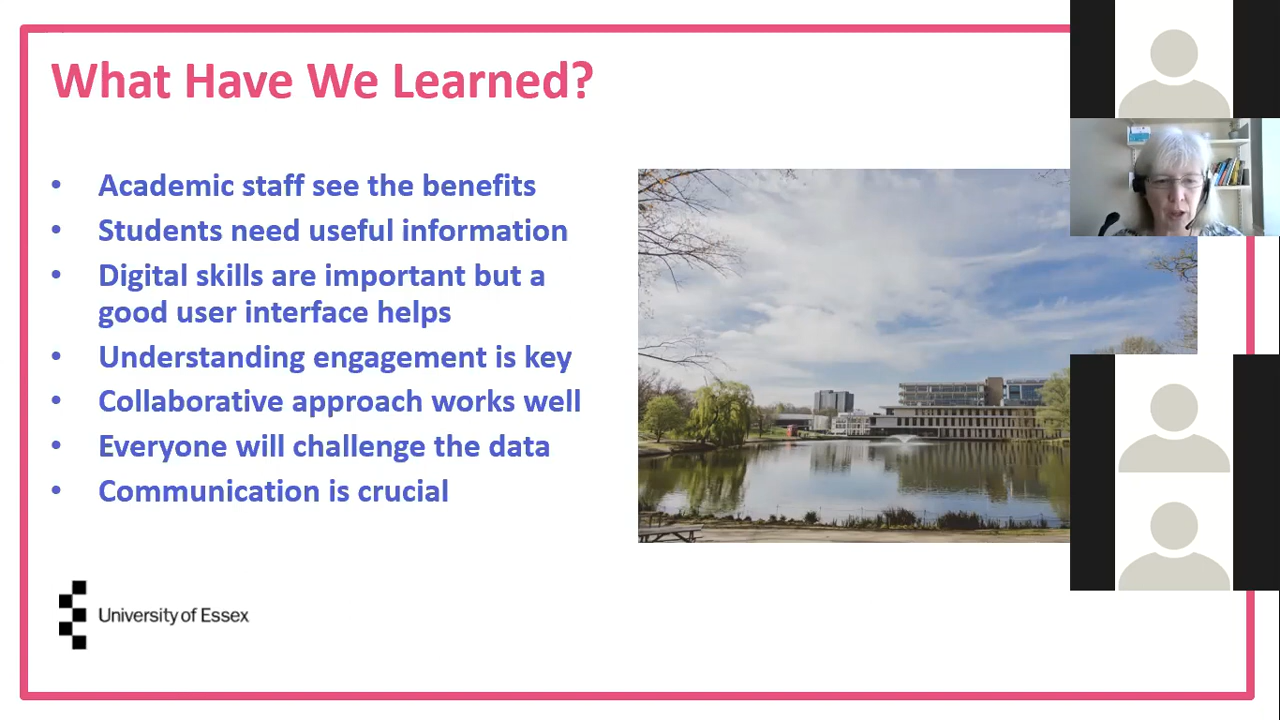 What Have We Learned?
• Academic staff see the benefits
• Students need useful information
• Digital skills are important but a
good user interface helps
• Understanding engagement is key
• Collaborative approach works well
• Everyone will challenge the data
• Communication is crucial
University of Essex